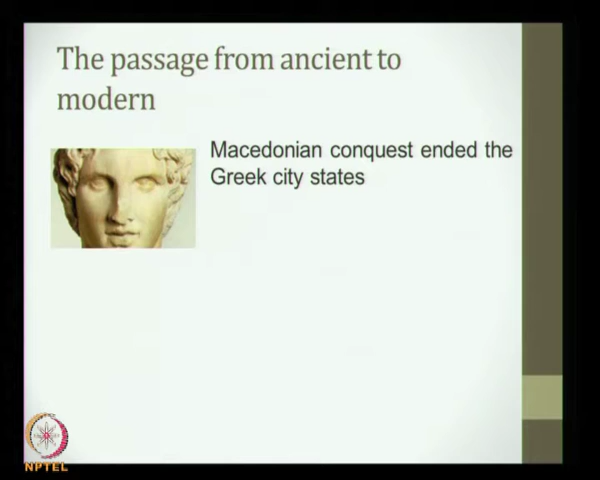 The passage from ancient to
modern
Macedonian conquest ended the
Greek city states
NPTEL